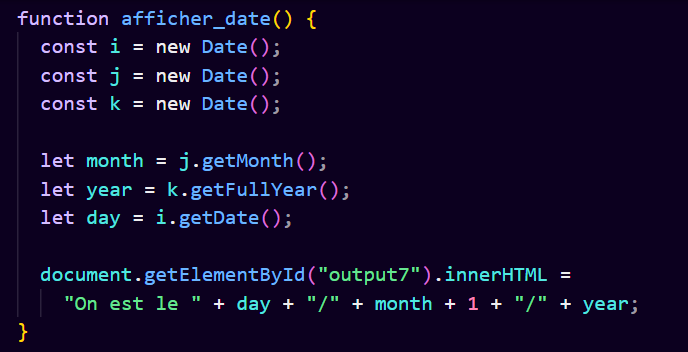 function afficher_date() {
const i = new Date();
const j = new Date();
const k = new Date();
let month = j.getMonth();
let year = k.getFullYear();
let day = i.getDate();
document.getElementById("output7").innerHTML =
"On est le " + day + "/" + month + 1 + "/" + year;
}